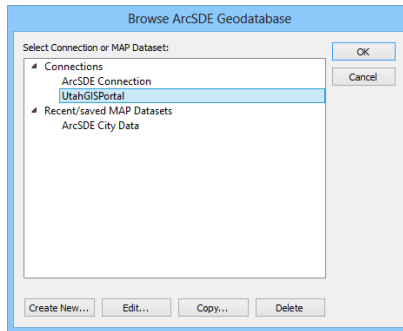 Browse ArcSDE Geodatabase
Select Connection or MAP Dataset:
OK
Cancel
Connections
ArcSDE Connection
UtahGISPortal
Recent/saved MAP Datasets
ArcSDE City Data
Create New...
Edit...
Copy...
Delete